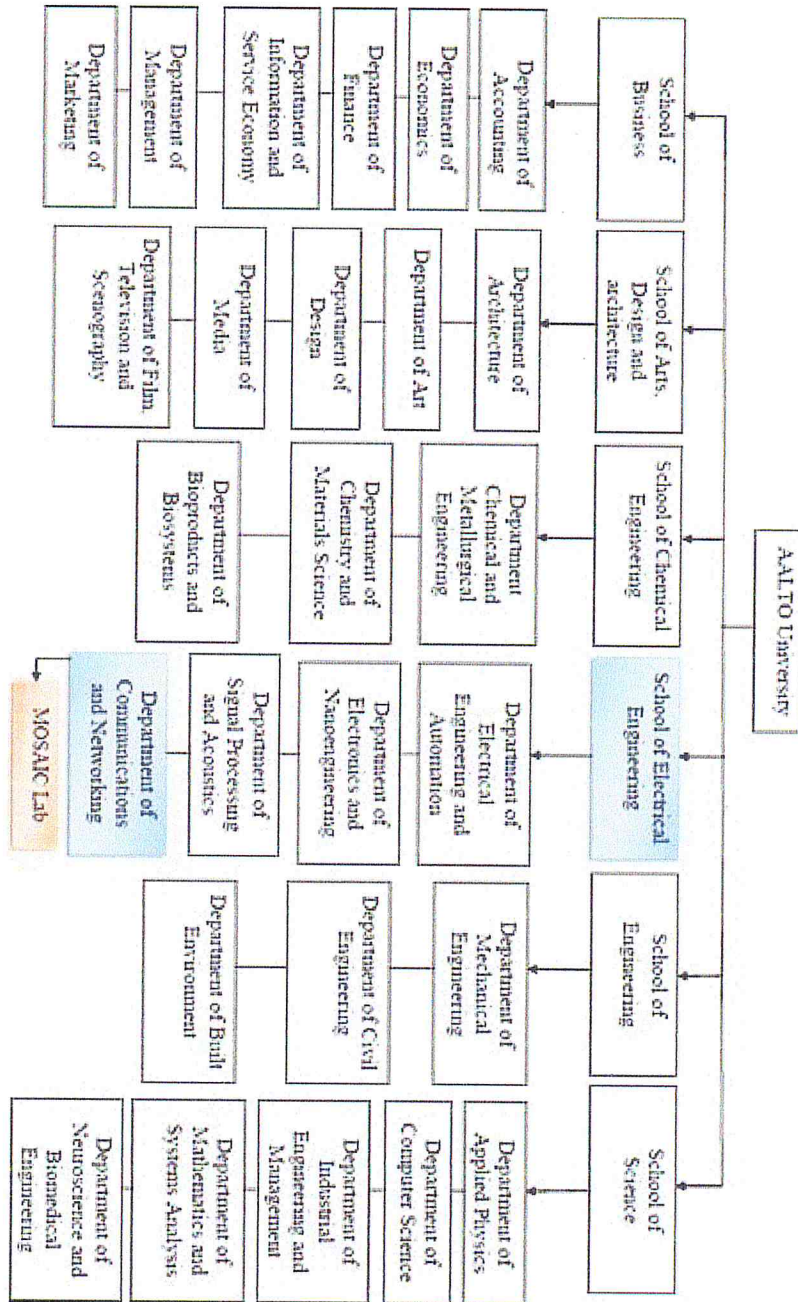 AALTO University
School of
Business
School of Arts,
Design and
architecture
School of Chemical
Engineering
School of Electrical
Engineering
School of
Engineering
School of
Science
Department of
Accounting
Department of
Economics
Department of
Finance
Department of
Information and
Service Economy
Department of
Management
Department of
Marketing
Department of
Architecture
Department of Art
Department of
Design
Department of
Media
Department of Film,
Television and
Scenography
Department
Chemical and
Metallurgical
Engineering
Department of
Chemistry and
Materials Science
Department of
Bioproducts and
Biosystems
Department of
Electrical
Engineering and
Automation
Department of
Electronics and
Nanoengineering
Department of
Signal Processing
and Acoustics
Department of
Communications
and Networking
MOSAIC Lab
Department of
Mechanical
Engineering
Department of Civil
Engineering
Department of Built
Environment
Department of
Applied Physics
Department of
Computer Science
Department of
Industrial
Engineering and
Management
Department of
Mathematics and
Systems Analysis
Department of
Neuroscience and
Biomedical
Engineering